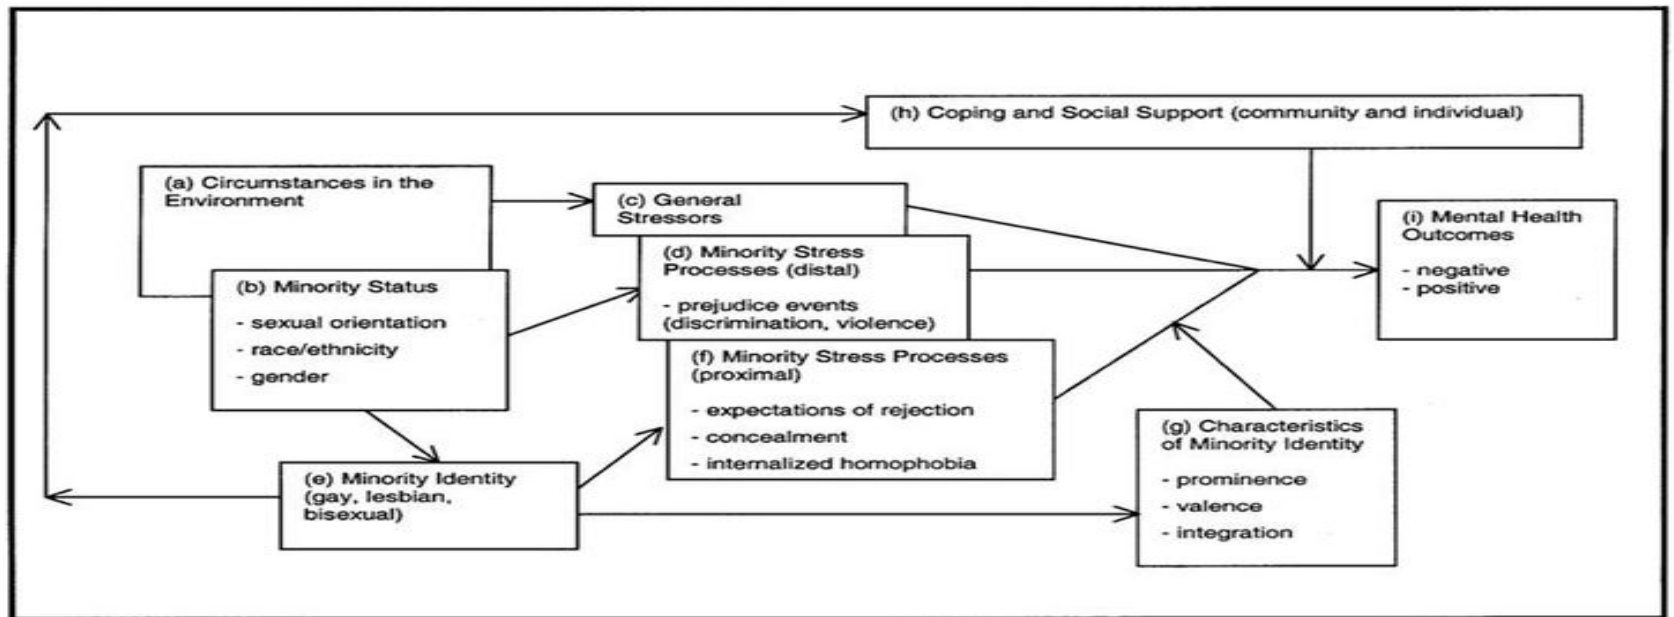 (h) Coping and Social Support (community and individual)
(a) Circumstances in the
Environment
(c) General
Stressors
(i) Mental Health
Outcomes
- negative
- positive
(d) Minority Stress
Processes (distal)
- prejudice events
(discrimination, violence)
(b) Minority Status
- sexual orientation
- race/ethnicity
- gender
(f) Minority Stress Processes
(proximal)
- expectations of rejection
- concealment
- internalized homophobia
(g) Characteristics
of Minority Identity
- prominence
- valence
- integration
(e) Minority Identity
(gay, lesbian,
bisexual)